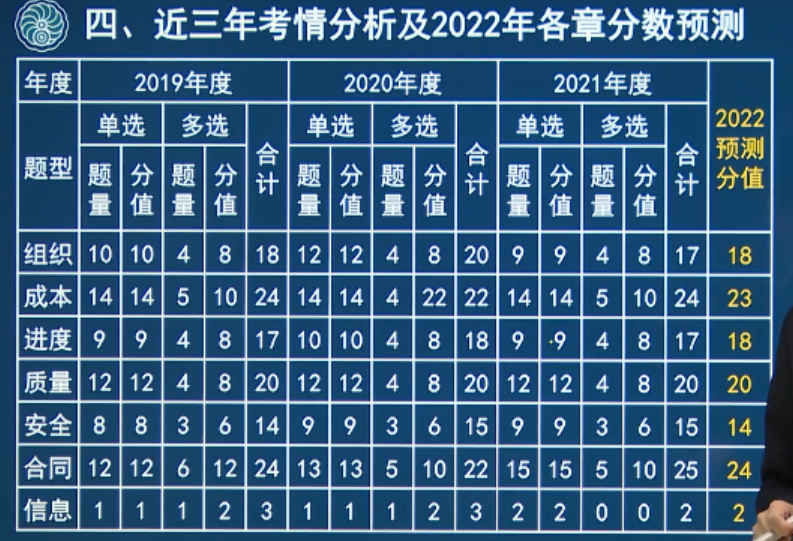 四、近三年考情分析及2022年各章分数预测
年度 2019年度 2020年度 2021年度 2022预测分值
题型 单选 多选 合计 单选 多选 合计 单选 多选 合计
题量 分值 题量 分值 题量 分值 题量 分值 题量 分值 题量 分值
组织 10 10 4 8 18 12 12 4 8 20 9 9 4 8 17 18
成本 14 14 5 10 24 14 14 4 22 22 14 14 5 10 24 23
进度 9 9 4 8 17 10 10 4 8 18 9 9 4 8 17 18
质量 12 12 4 8 20 12 12 4 8 20 12 12 4 8 20 20
安全 8 8 3 6 14 9 9 3 6 15 9 9 3 6 15 14
合同 12 12 6 12 24 13 13 5 10 22 15 15 5 10 25 24
信息 1 1 1 2 3 1 1 1 2 3 2 2 0 0 2 2